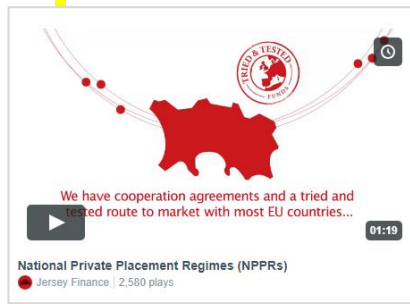 TRIED & TESTED
FUNDS
We have cooperation agreements and a tried and
tested route to market with most EU countries...
01:19
National Private Placement Regimes (NPPRs)
Jersey Finance | 2,580 plays